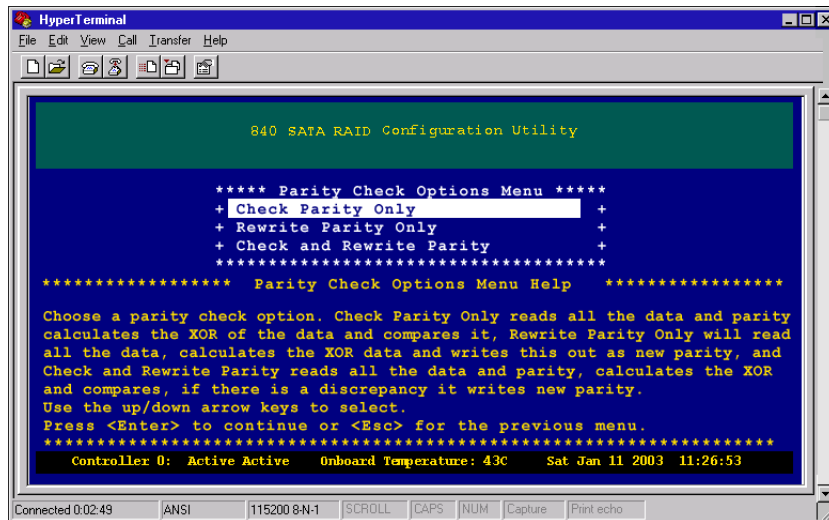 HyperTerminal
File Edit View Call Transfer Help
840 SATA RAID Configuration Utility
***** Parity Check Options Menu *****
+ Check Parity Only +
+ Rewrite Parity Only +
+ Check and Rewrite Parity +
*************************************
****************** Parity Check Options Menu Help *****************
Choose a parity check option. Check Parity Only reads all the data and parity
calculates the XOR of the data and compares it, Rewrite Parity Only will read
all the data, calculates the XOR data and writes this out as new parity, and
Check and Rewrite Parity reads all the data and parity, calculates the XOR
and compares, if there is a discrepancy it writes new parity.
Use the up/down arrow keys to select.
Press <Enter> to continue or <Esc> for the previous menu.
*************************************************************************
Controller 0: Active Active Onboard Temperature: 43C Sat Jan 11 2003 11:26:53
Connected 0:02:49 ANSI 115200 8-N-1 SCROLL CAPS NUM Capture Print echo